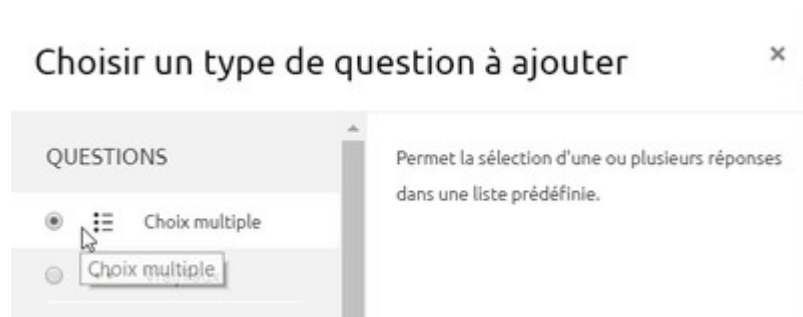 Choisir un type de question à ajouter ×
QUESTIONS
Permet la sélection d'une ou plusieurs réponses
dans une liste prédéfinie.
Choix multiple
Choix multiple